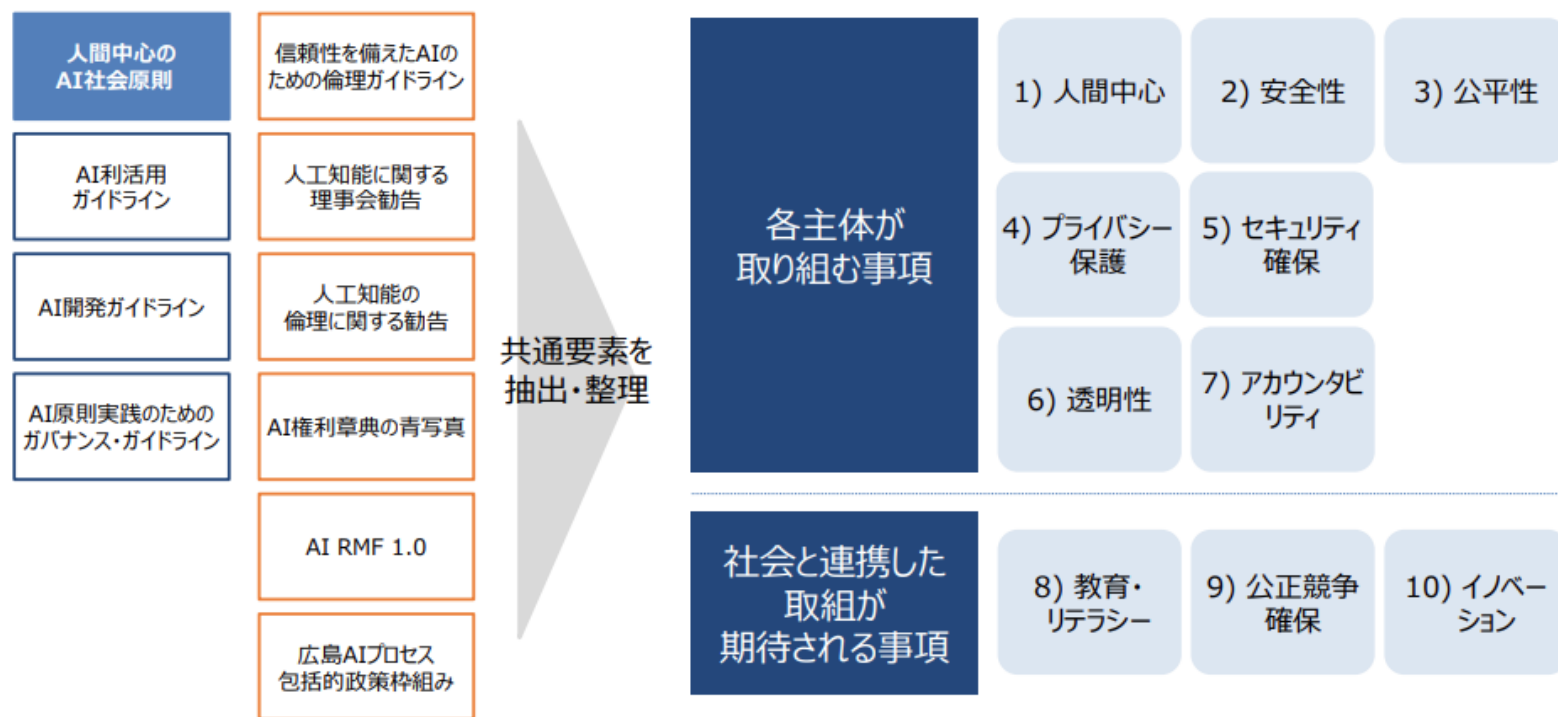 人間中心の
AI社会原則
AI利活用
ガイドライン
AI開発ガイドライン
AI原則実践のための
ガバナンス・ガイドライン
信頼性を備えたAIの
ための倫理ガイドライン
人工知能に関する
理事会勧告
人工知能の
倫理に関する勧告
AI権利章典の青写真
AI RMF 1.0
広島AIプロセス
包括的政策枠組み
共通要素を
抽出・整理
各主体が
取り組む事項
1) 人間中心
2) 安全性
3) 公平性
4) プライバシー
保護
5) セキュリティ
確保
6) 透明性
7) アカウンタビ
リティ
社会と連携した
取組が
期待される事項
8) 教育・
リテラシー
9) 公正競争
確保
10) イノベー
ション